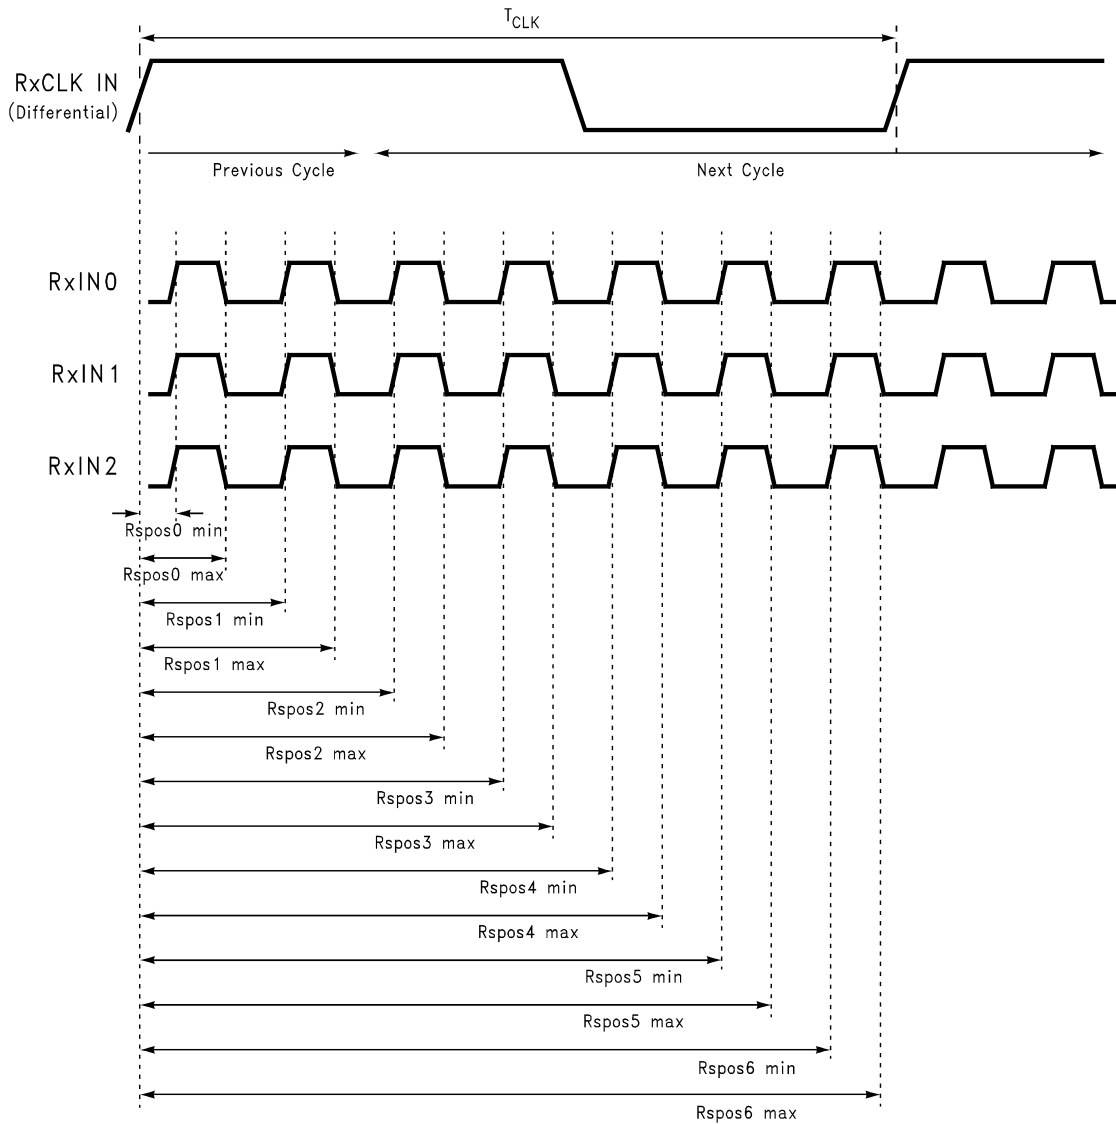 TCLK
RxCLK IN
(Differential)
Previous Cycle
Next Cycle
RxIN0
RxIN1
RxIN2
Rspos0 min
Rspos0 max
Rspos1 min
Rspos1 max
Rspos2 min
Rspos2 max
Rspos3 min
Rspos3 max
Rspos4 min
Rspos4 max
Rspos5 min
Rspos5 max
Rspos6 min
Rspos6 max